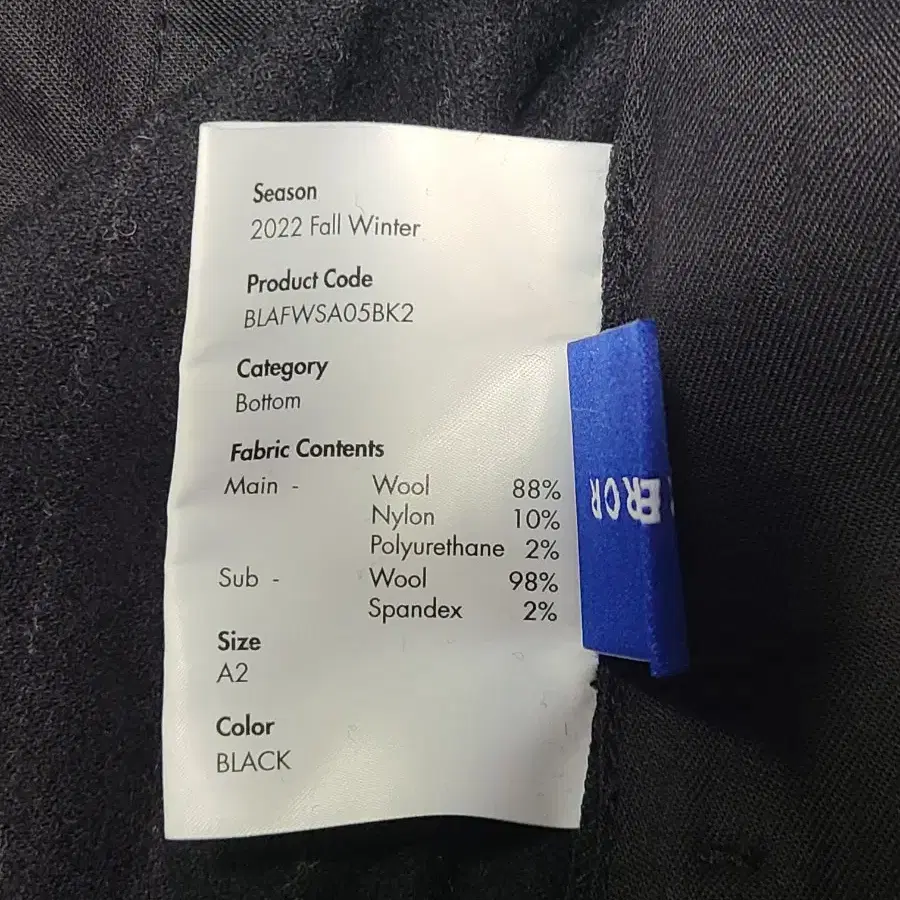 Season
2022 Fall Winter
Product Code
BLAFWSA05BK2
Category
Bottom
Fabric Contents
Main - Wool 88%
Nylon 10%
Polyurethane 2%
Sub - Wool 98%
Spandex 2%
Size
A2
Color
BLACK